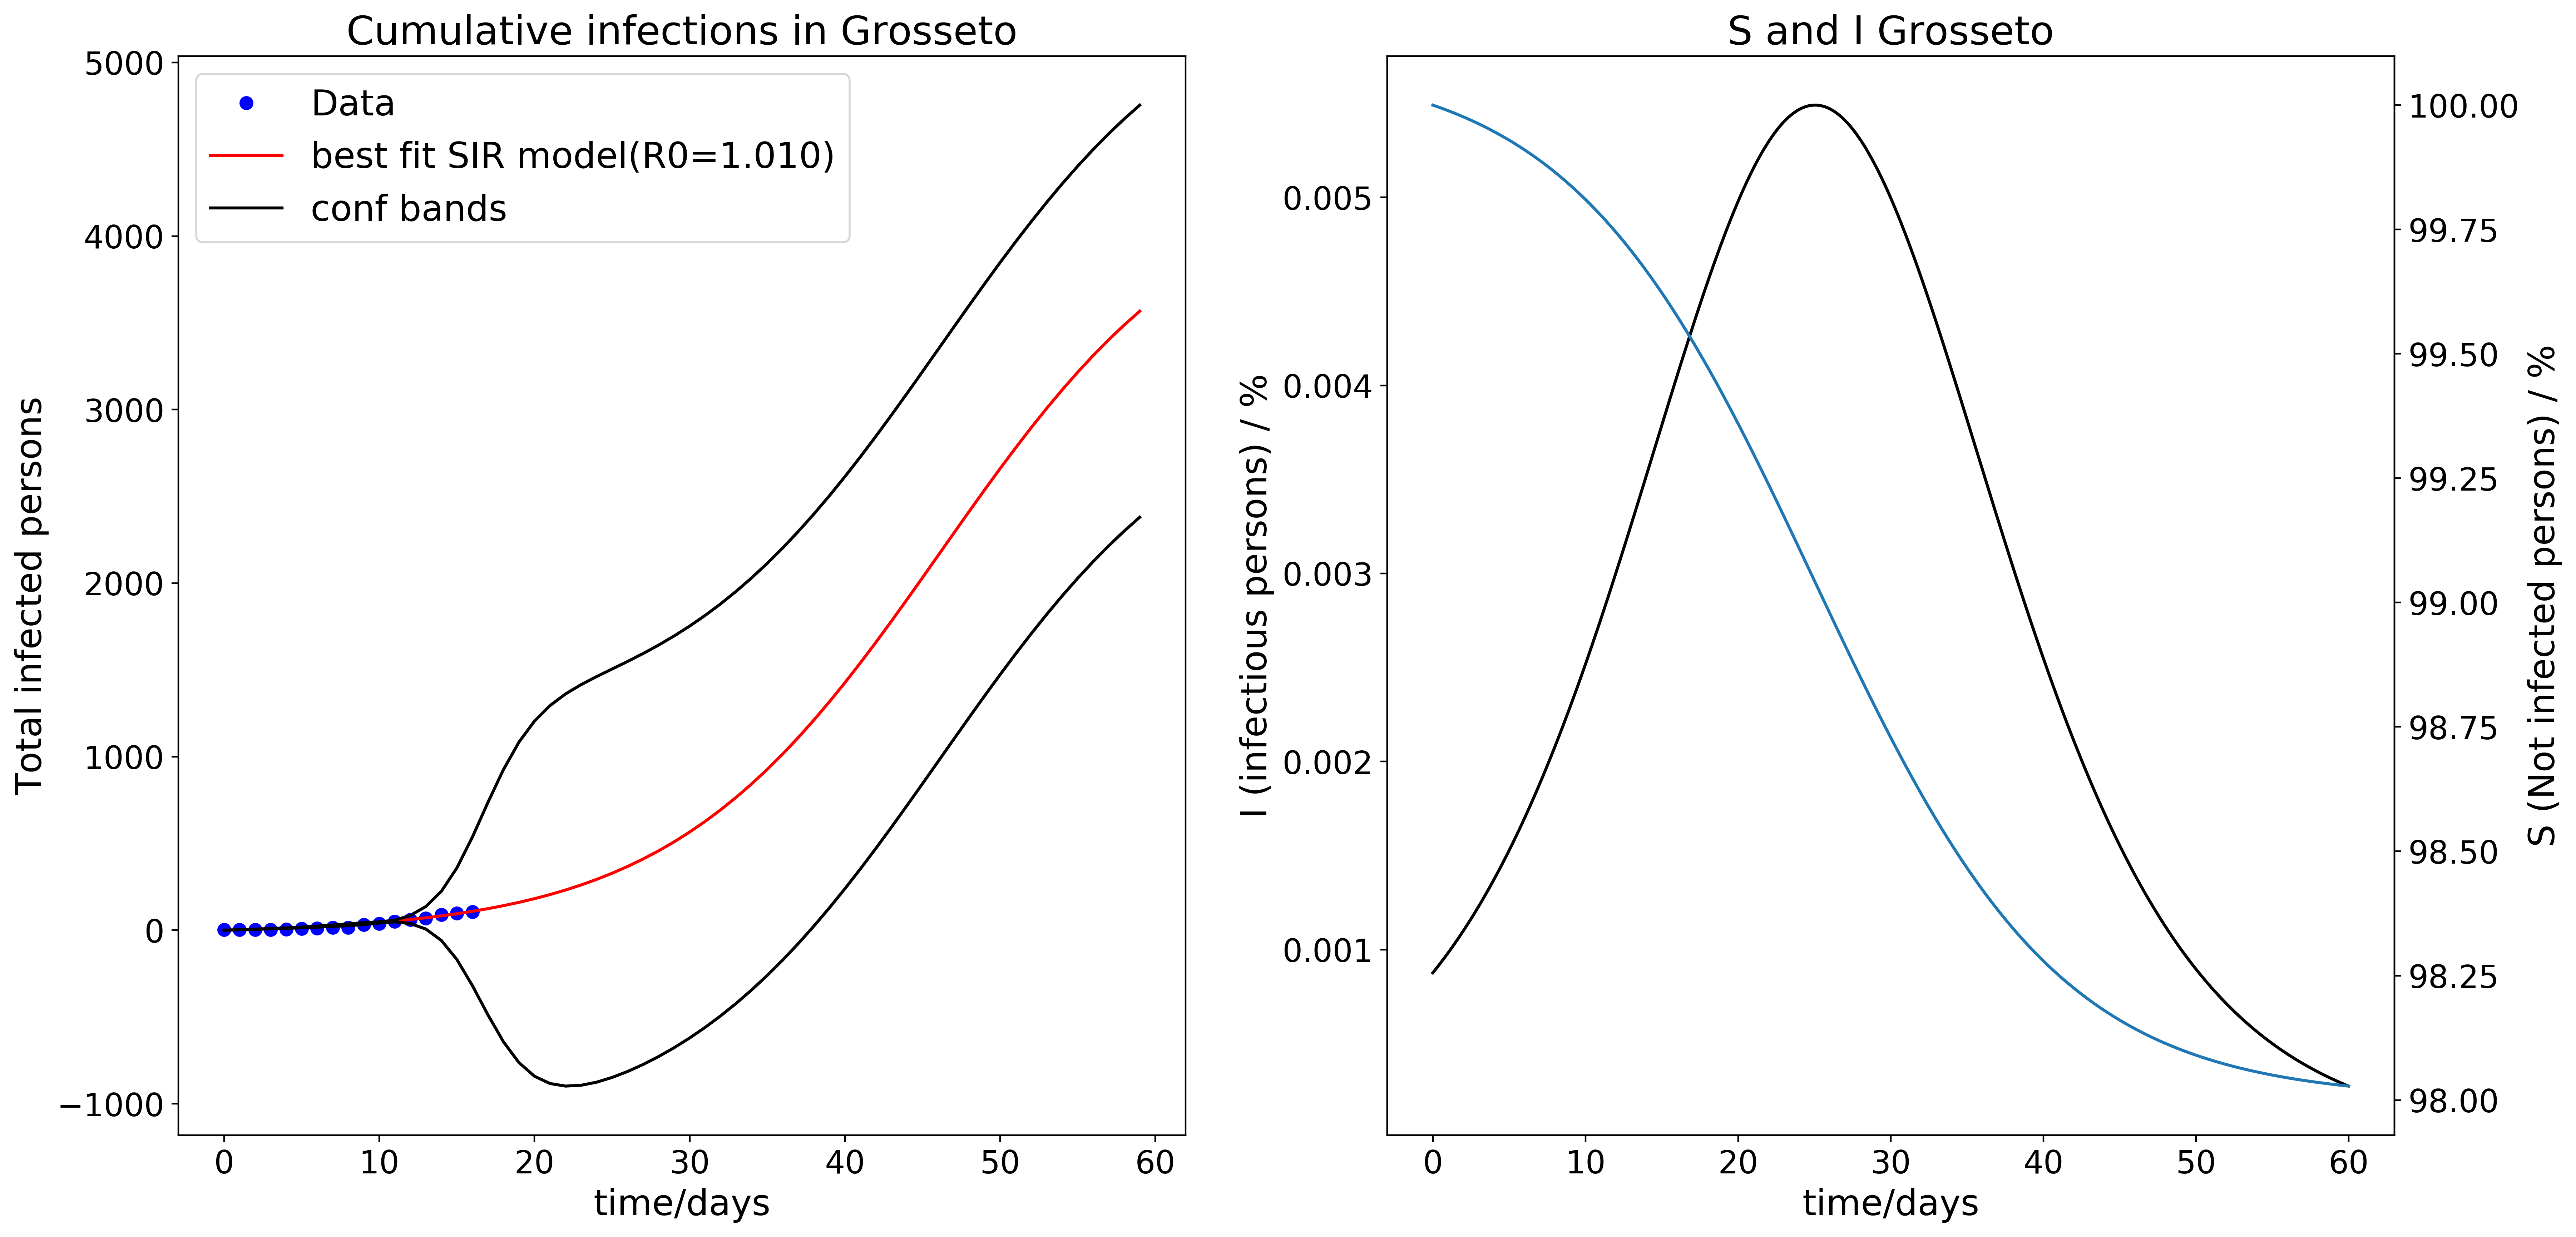 Cumulative infections in Grosseto
5000
4000
3000
2000
1000
0
−1000
Total infected persons
Data
best fit SIR model(R0=1.010)
conf bands
0 10 20 30 40 50 60
time/days
S and I Grosseto
0.005
0.004
0.003
0.002
0.001
I (infectious persons) / %
100.00
99.75
99.50
99.25
99.00
98.75
98.50
98.25
98.00
S (Not infected persons) / %
0 10 20 30 40 50 60
time/days